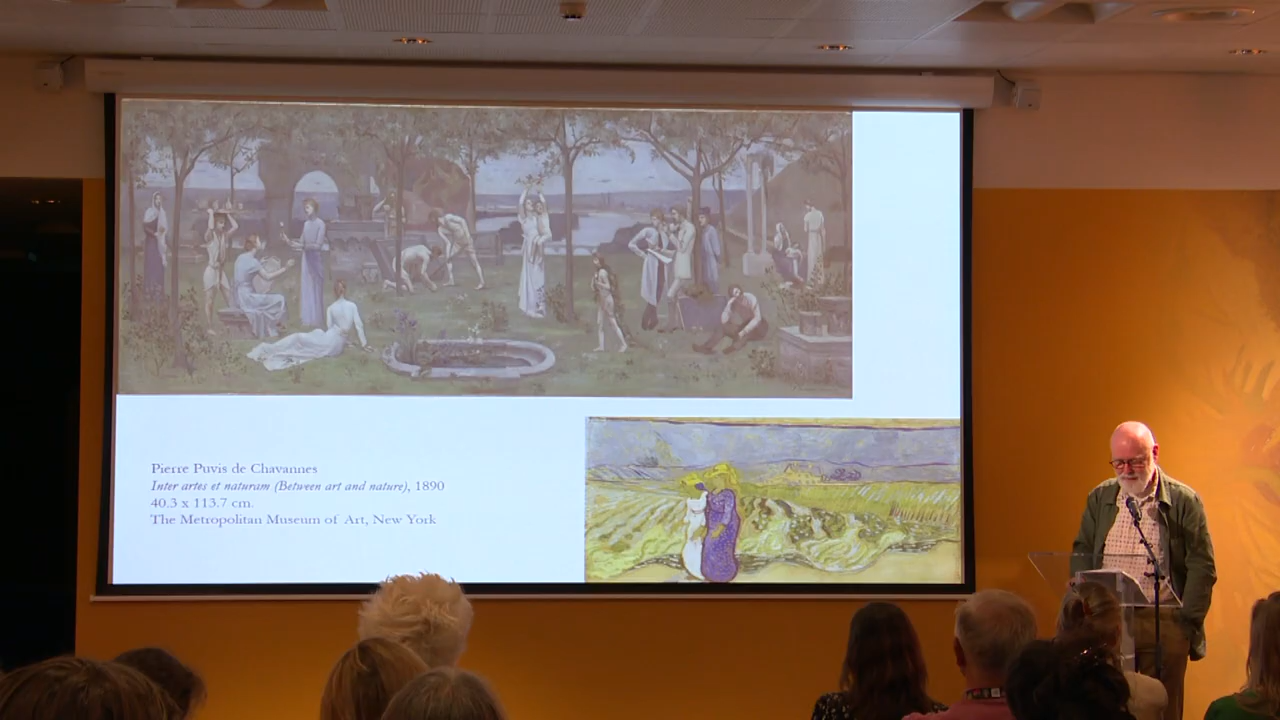 Pierre Puvis de Chavannes
Inter artes et naturam (Between art and nature), 1890
40.3 x 113.7 cm.
The Metropolitan Museum of Art, New York